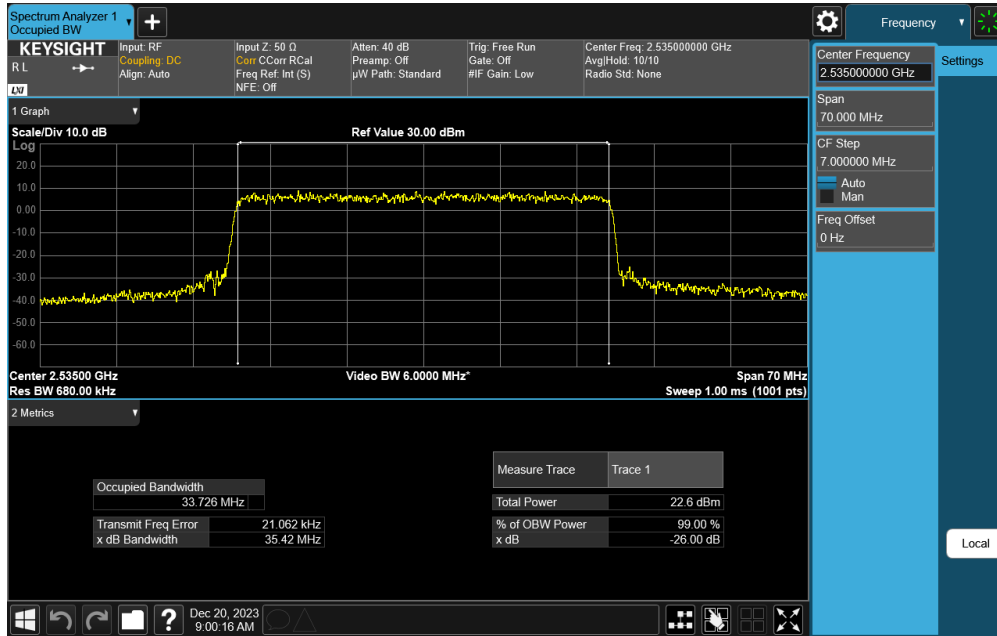 Spectrum Analyzer 1
Occupied BW
Frequency
KEYSIGHT
R L
LXI
Input: RF
Coupling: DC
Align: Auto
Input Z: 50 Ω
Corr CCorr RCal
Freq Ref: Int (S)
NFE: Off
Atten: 40 dB
Preamp: Off
µW Path: Standard
Trig: Free Run
Gate: Off
#IF Gain: Low
Center Freq: 2.535000000 GHz
Avg|Hold: 10/10
Radio Std: None
Center Frequency
2.535000000 GHz
Settings
Span
70.000 MHz
CF Step
7.000000 MHz
Auto
Man
Freq Offset
0 Hz
Local
1 Graph
Scale/Div 10.0 dB
Ref Value 30.00 dBm
Log
20.0
10.0
0.00
-10.0
-20.0
-30.0
-40.0
-50.0
-60.0
Center 2.53500 GHz
Video BW 6.0000 MHz*
Span 70 MHz
Res BW 680.00 kHz
Sweep 1.00 ms (1001 pts)
2 Metrics
Occupied Bandwidth
33.726 MHz
Transmit Freq Error 21.062 kHz
x dB Bandwidth 35.42 MHz
Measure Trace Trace 1
Total Power 22.6 dBm
% of OBW Power 99.00 %
x dB -26.00 dB
?
Dec 20, 2023
9:00:16 AM